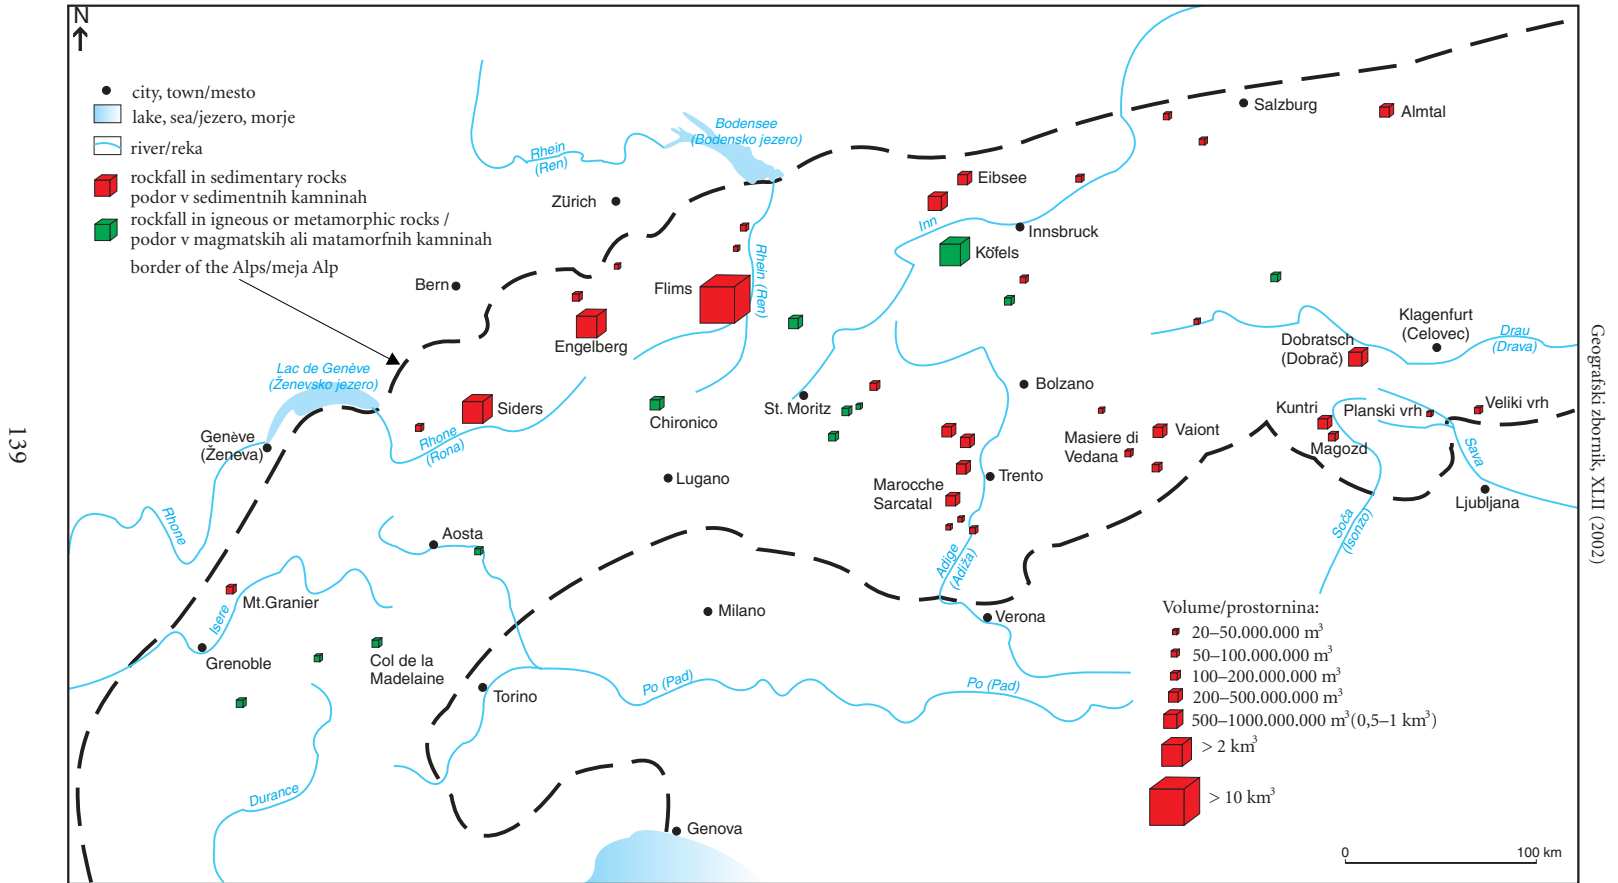 N
city, town/mesto
lake, sea/jezero, morje
river/reka
rockfall in sedimentary rocks
podor v sedimentnih kamninah
rockfall in igneous or metamorphic rocks /
podor v magmatskih ali matamorfnih kamninah
border of the Alps/meja Alp
Bodensee
(Bodensko jezero)
Rhein
(Ren)
Zürich
Salzburg
Almtal
Eibsee
Inn
Innsbruck
Köfels
Bern
Flims
Rhein (Ren)
Engelberg
Klagenfurt
(Celovec)
Drau
(Drava)
Dobratsch
(Dobrač)
Lac de Genève
(Ženevsko jezero)
Siders
Chironico
St. Moritz
Bolzano
Kuntri
Planski vrh
Veliki vrh
Genève
(Ženeva)
Rhone
(Rona)
Masiere di
Vedana
Vaiont
Magozd
Sava
Lugano
Marocche
Sarcatal
Trento
Ljubljana
Rhone
Aosta
Soča
(Isonzo)
Adige
(Adiža)
Mt.Granier
Isere
Milano
Verona
Grenoble
Col de la
Madelaine
Torino
Po (Pad)
Po (Pad)
Durance
Genova
Volume/prostornina:
20–50.000.000 m³
50–100.000.000 m³
100–200.000.000 m³
200–500.000.000 m³
500–1000.000.000 m³(0,5–1 km³)
> 2 km³
> 10 km³
0
100 km
139
Geografski zbornik, XLII (2002)